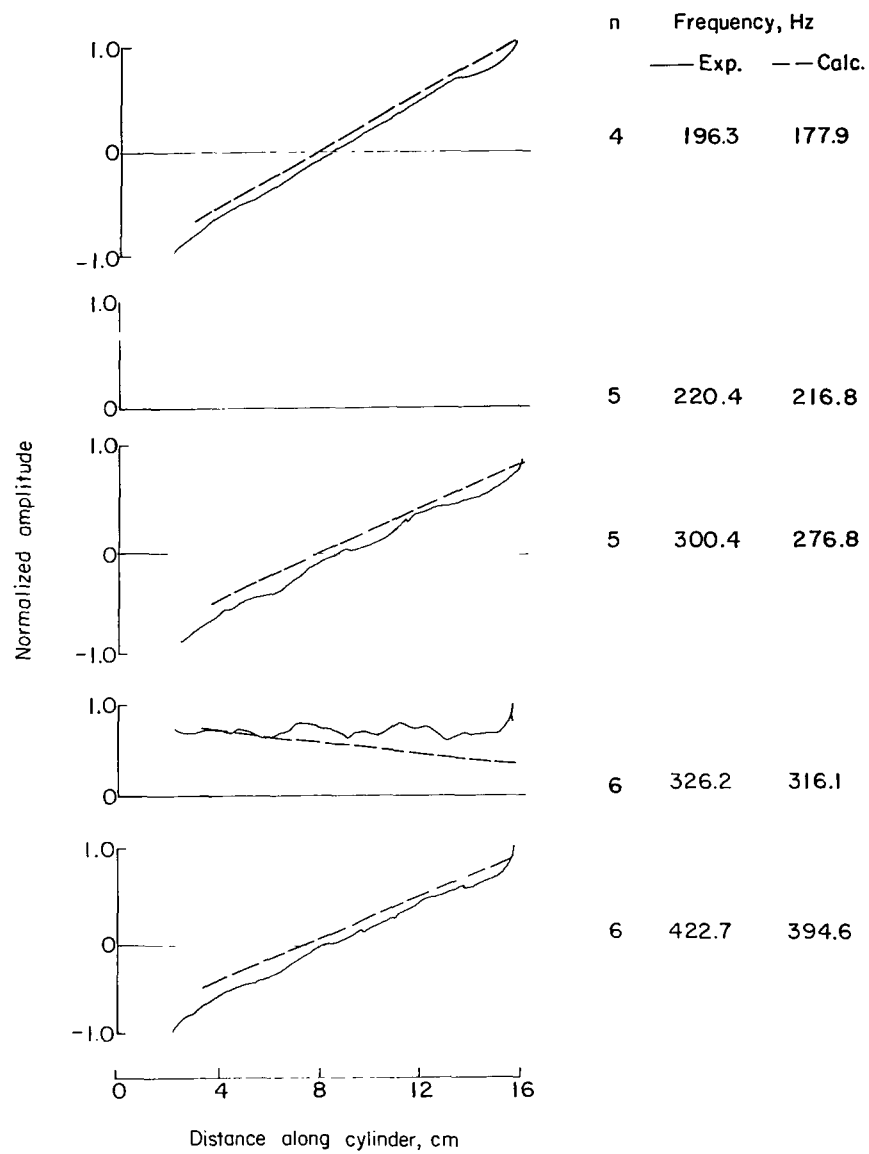 n Frequency, Hz
Exp. Calc.
1.0
0
-1.0
4 196.3 177.9
1.0
0
5 220.4 216.8
1.0
0
-1.0
5 300.4 276.8
1.0
0
6 326.2 316.1
1.0
0
-1.0
6 422.7 394.6
Normalized amplitude
0 4 8 12 16
Distance along cylinder, cm